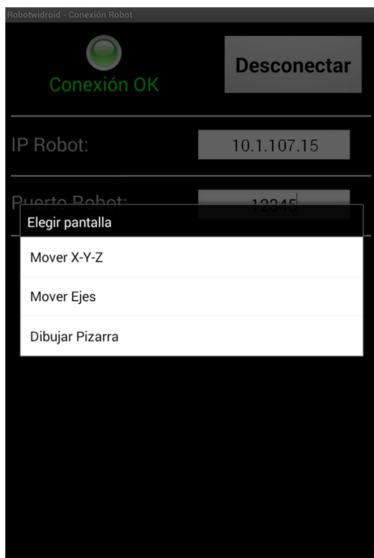 Robotwidroid - Conexión Robot
Conexión OK
Desconectar
IP Robot:
10.1.107.15
Puerto Robot:
12345
Elegir pantalla
Mover X-Y-Z
Mover Ejes
Dibujar Pizarra